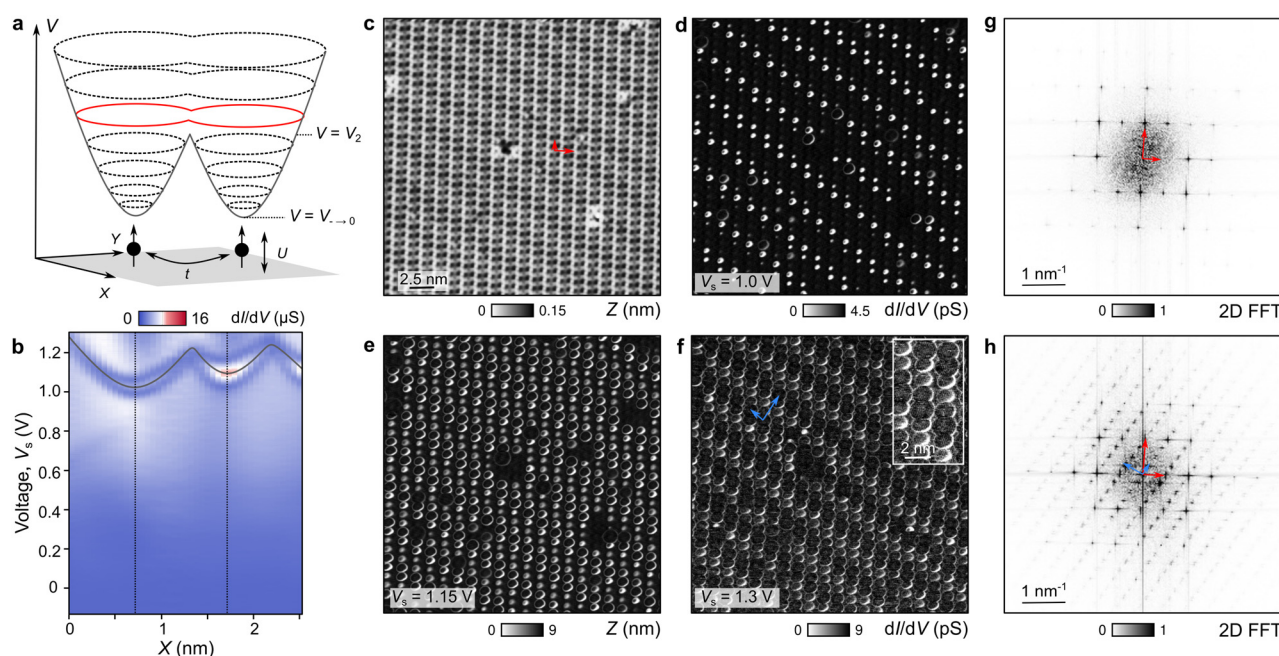 a
V
V = V₂
V = V₋→₀
Y
t
U
X
b
0 16 dI/dV (µS)
Voltage, Vₛ (V)
1.2
1.0
0.8
0.6
0.4
0.2
0
0 1 2
X (nm)
c
2.5 nm
0 0.15 Z (nm)
d
Vₛ = 1.0 V
0 4.5 dI/dV (pS)
e
Vₛ = 1.15 V
0 9 Z (nm)
f
2 nm
Vₛ = 1.3 V
0 9 dI/dV (pS)
g
1 nm⁻¹
0 1 2D FFT
h
1 nm⁻¹
0 1 2D FFT